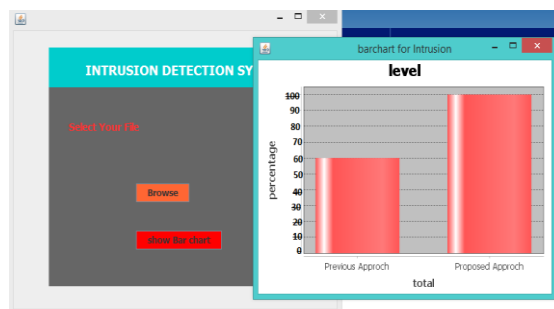 INTRUSION DETECTION SY
Select Your File
Browse
show Bar chart
barchart for Intrusion
level
percentage
100
90
80
70
60
50
40
30
20
10
0
Previous Approch
Proposed Approch
total